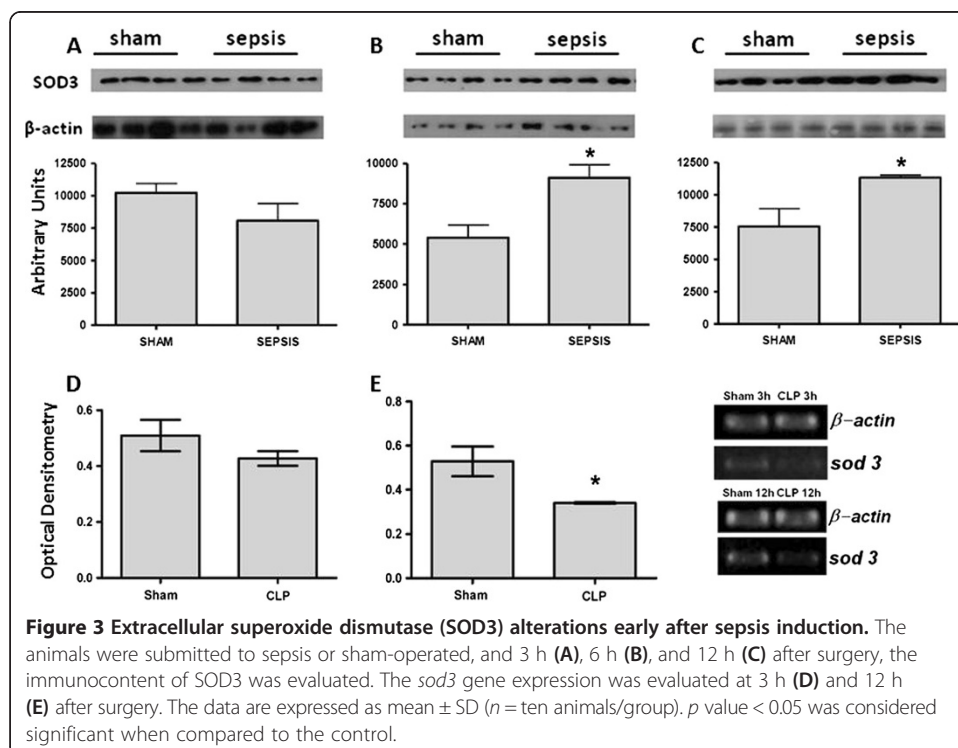 A sham sepsis B sham sepsis C sham sepsis
SOD3
β-actin
Arbitrary Units
12500
10000
7500
5000
2500
0
SHAM SEPSIS
10000
7500
5000
2500
0
*
SHAM SEPSIS
12500
10000
7500
5000
2500
0
*
SHAM SEPSIS
D
Optical Densitometry
0.6
0.4
0.2
0.0
Sham CLP
E
0.8
0.6
0.4
0.2
0.0
*
Sham CLP
Sham 3h CLP 3h
β-actin
sod 3
Sham 12h CLP 12h
β-actin
sod 3
Figure 3 Extracellular superoxide dismutase (SOD3) alterations early after sepsis induction. The
animals were submitted to sepsis or sham-operated, and 3 h (A), 6 h (B), and 12 h (C) after surgery, the
immunocontent of SOD3 was evaluated. The sod3 gene expression was evaluated at 3 h (D) and 12 h
(E) after surgery. The data are expressed as mean ± SD (n = ten animals/group). p value < 0.05 was considered
significant when compared to the control.